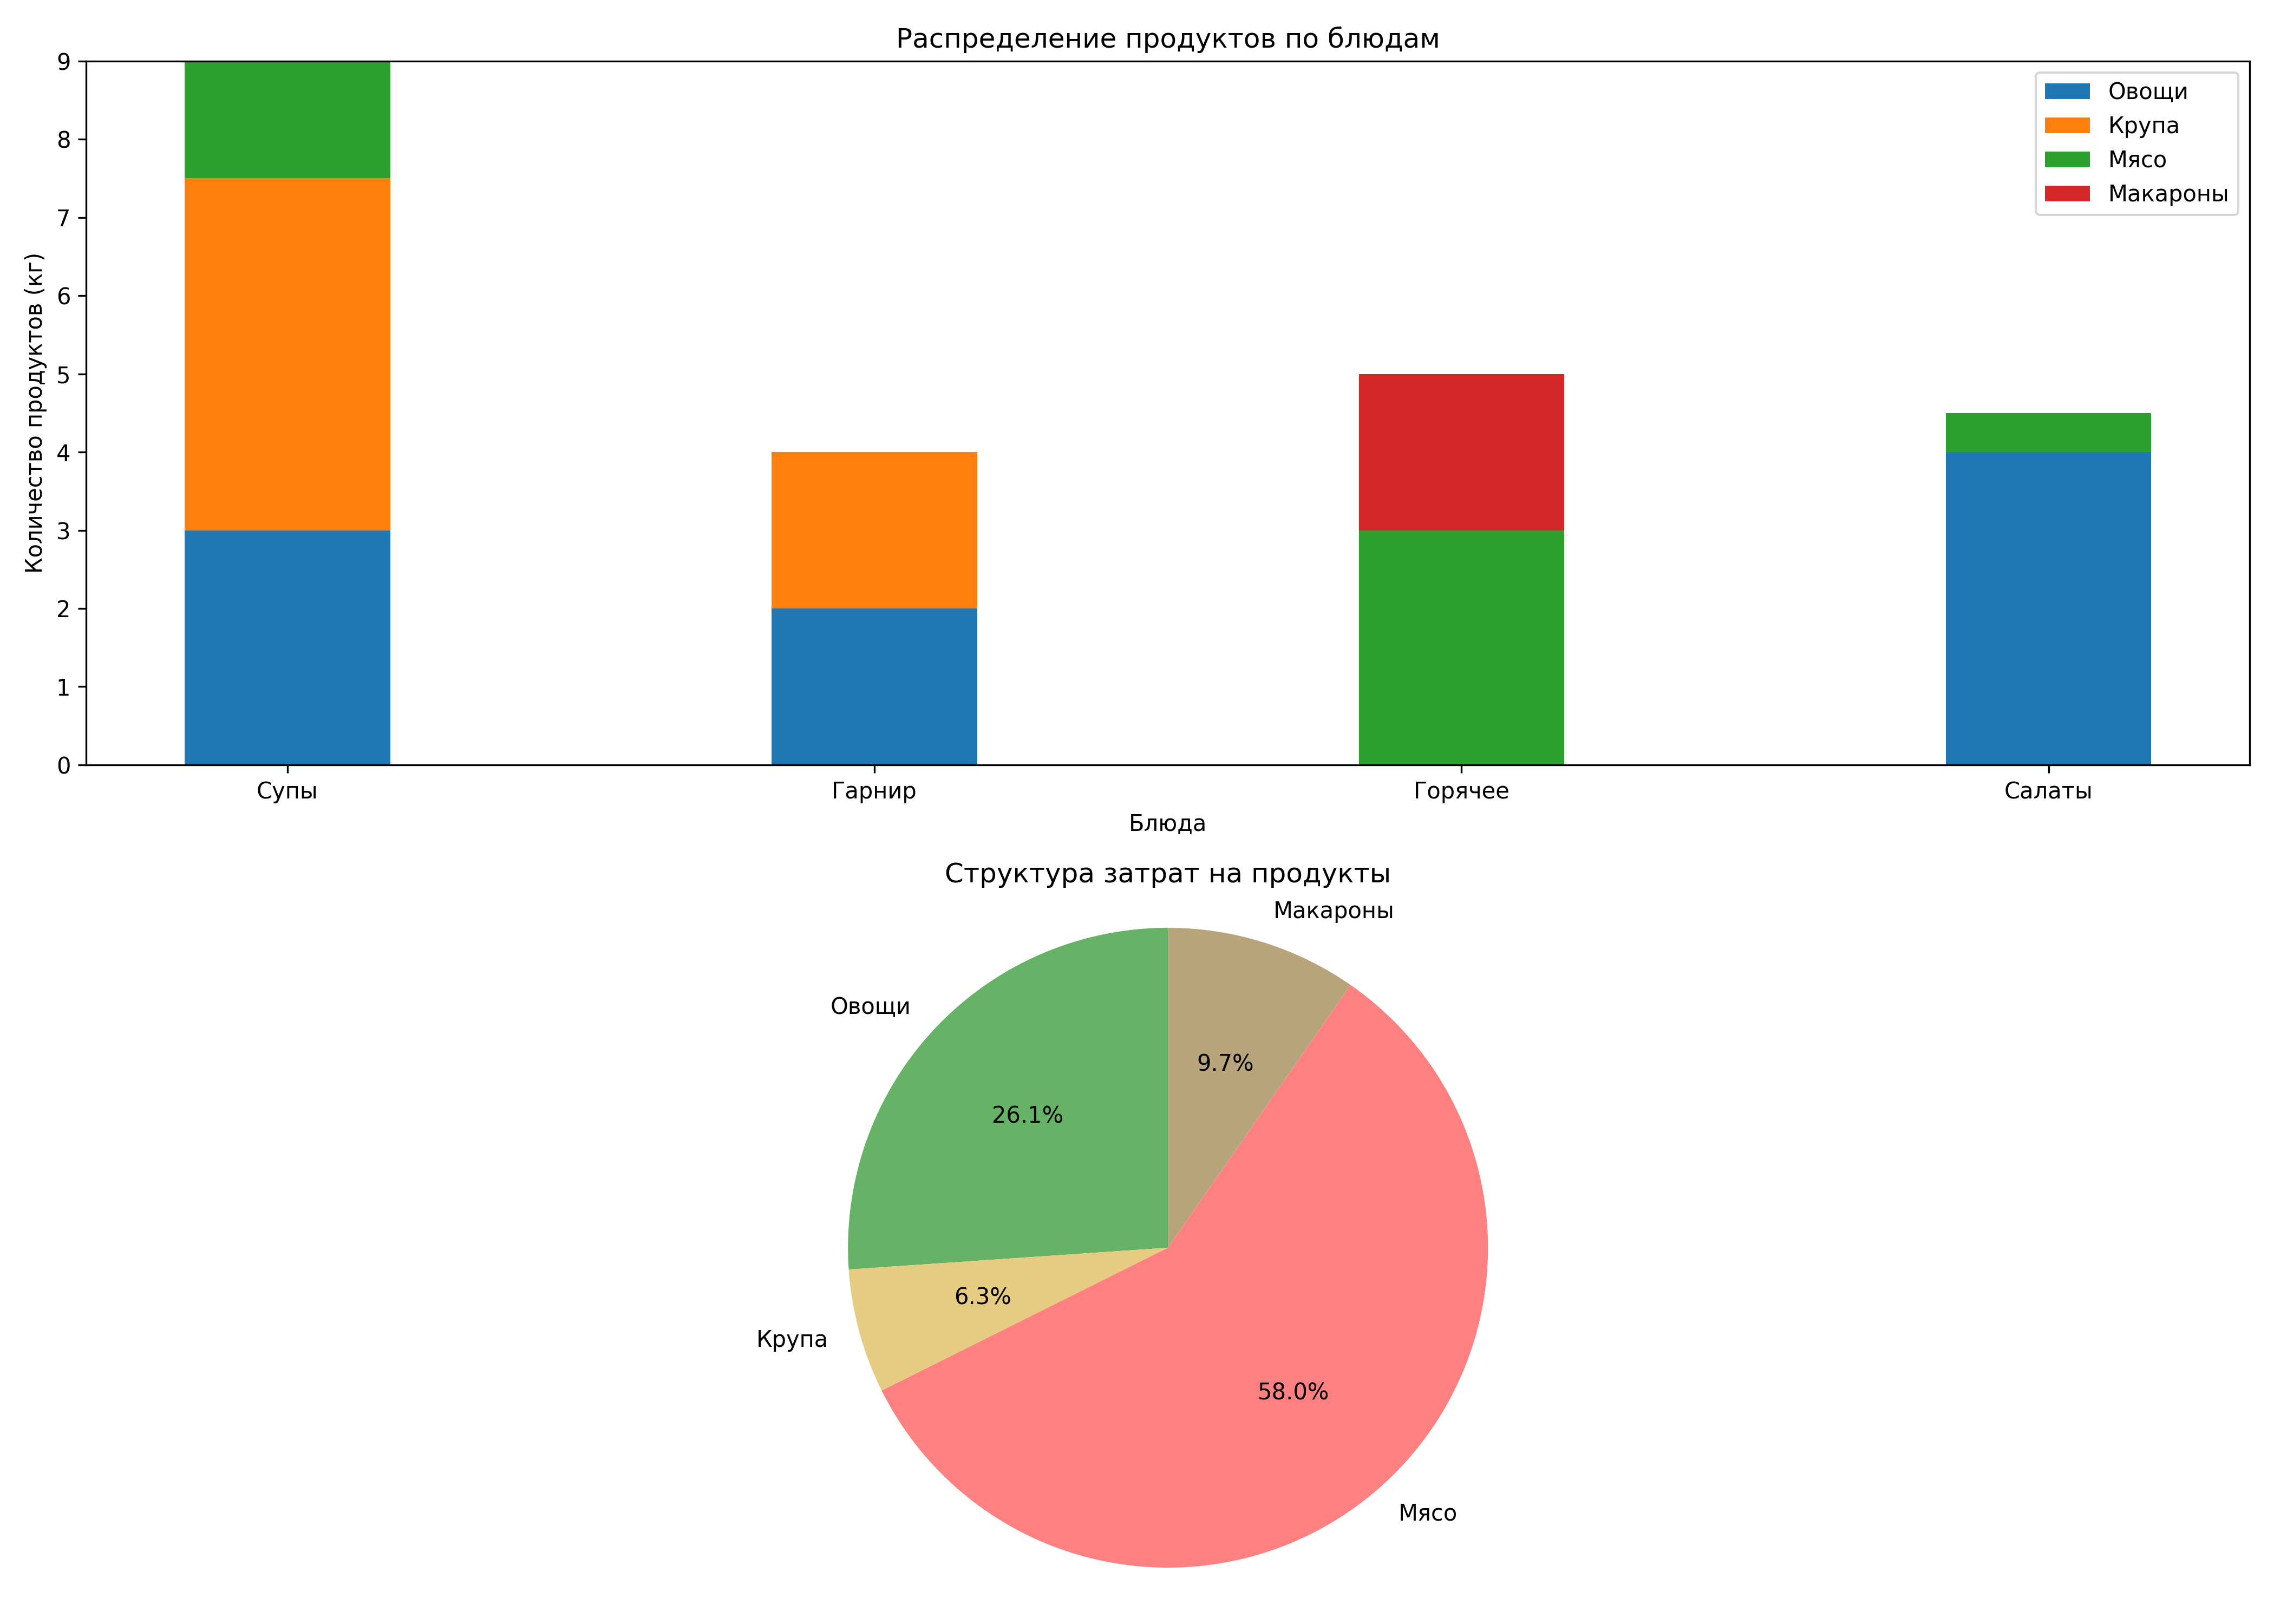 Распределение продуктов по блюдам
9
8
7
6
5
4
3
2
1
0
Количество продуктов (кг)
Овощи
Крупа
Мясо
Макароны
Супы
Гарнир
Горячее
Салаты
Блюда
Структура затрат на продукты
Макароны
Овощи
9.7%
26.1%
6.3%
Крупа
58.0%
Мясо